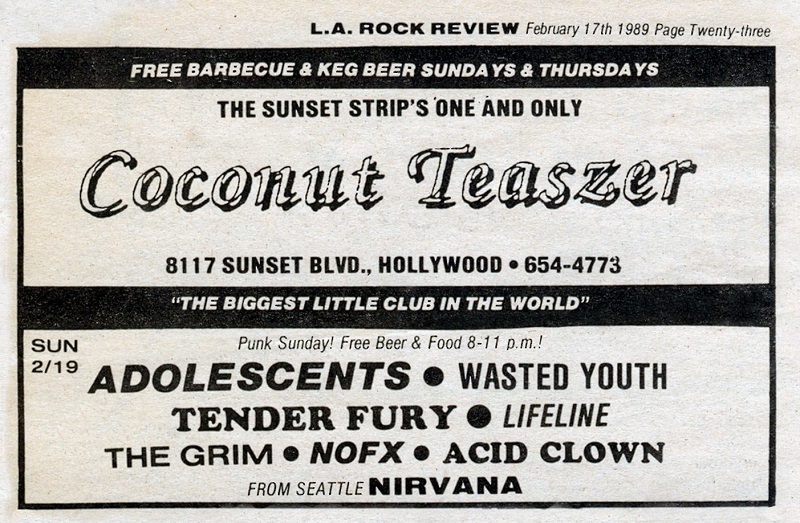 L.A. ROCK REVIEW February 17th 1989 Page Twenty-three
FREE BARBECUE & KEG BEER SUNDAYS & THURSDAYS
THE SUNSET STRIP'S ONE AND ONLY
Coconut Teaszer
8117 SUNSET BLVD., HOLLYWOOD • 654-4773
"THE BIGGEST LITTLE CLUB IN THE WORLD"
SUN
2/19
Punk Sunday! Free Beer & Food 8-11 p.m.!
ADOLESCENTS • WASTED YOUTH
TENDER FURY • LIFELINE
THE GRIM • NOFX • ACID CLOWN
FROM SEATTLE NIRVANA